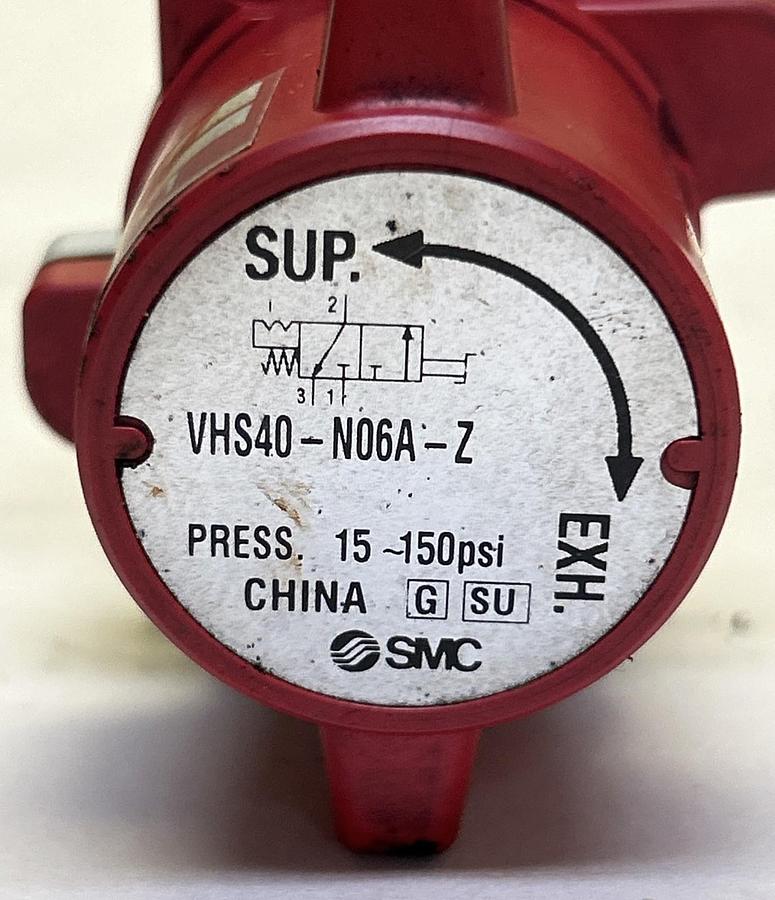 SUP.
2
3 1
VHS40-N06A-Z
PRESS. 15~150psi
EXH.
CHINA G SU
SMC